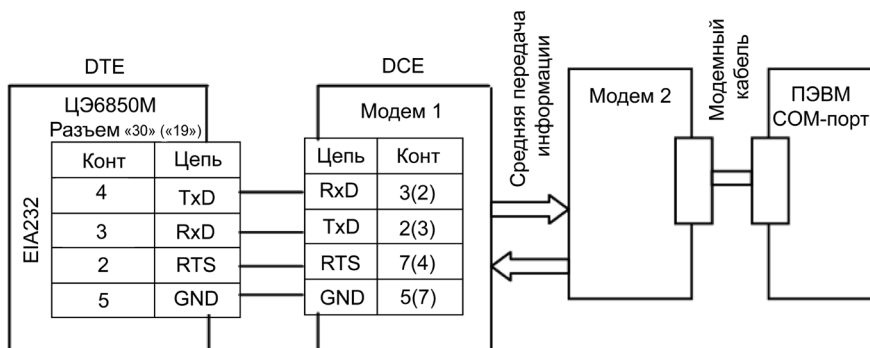 DTE
ЦЭ6850М
Разъем «30» («19»)
EIA232
Конт Цепь
4 TxD
3 RxD
2 RTS
5 GND
DCE
Модем 1
Цепь Конт
RxD 3(2)
TxD 2(3)
RTS 7(4)
GND 5(7)
Средняя передача
информации
Модем 2
Модемный
кабель
ПЭВМ
COM-порт